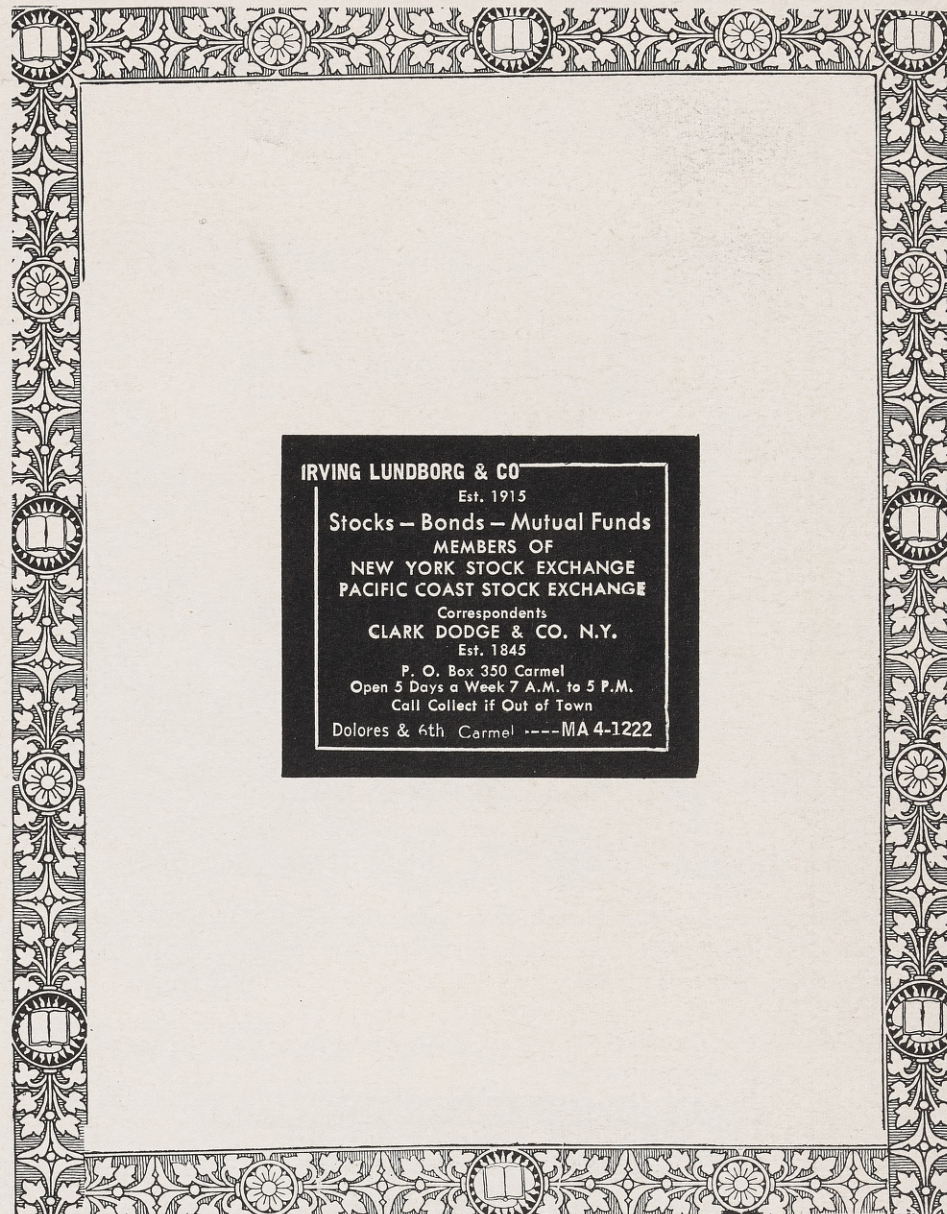 IRVING LUNDBORG & CO
Est. 1915
Stocks – Bonds – Mutual Funds
MEMBERS OF
NEW YORK STOCK EXCHANGE
PACIFIC COAST STOCK EXCHANGE
Correspondents
CLARK DODGE & CO. N.Y.
Est. 1845
P. O. Box 350 Carmel
Open 5 Days a Week 7 A.M. to 5 P.M.
Call Collect if Out of Town
Dolores & 6th Carmel ----MA 4-1222